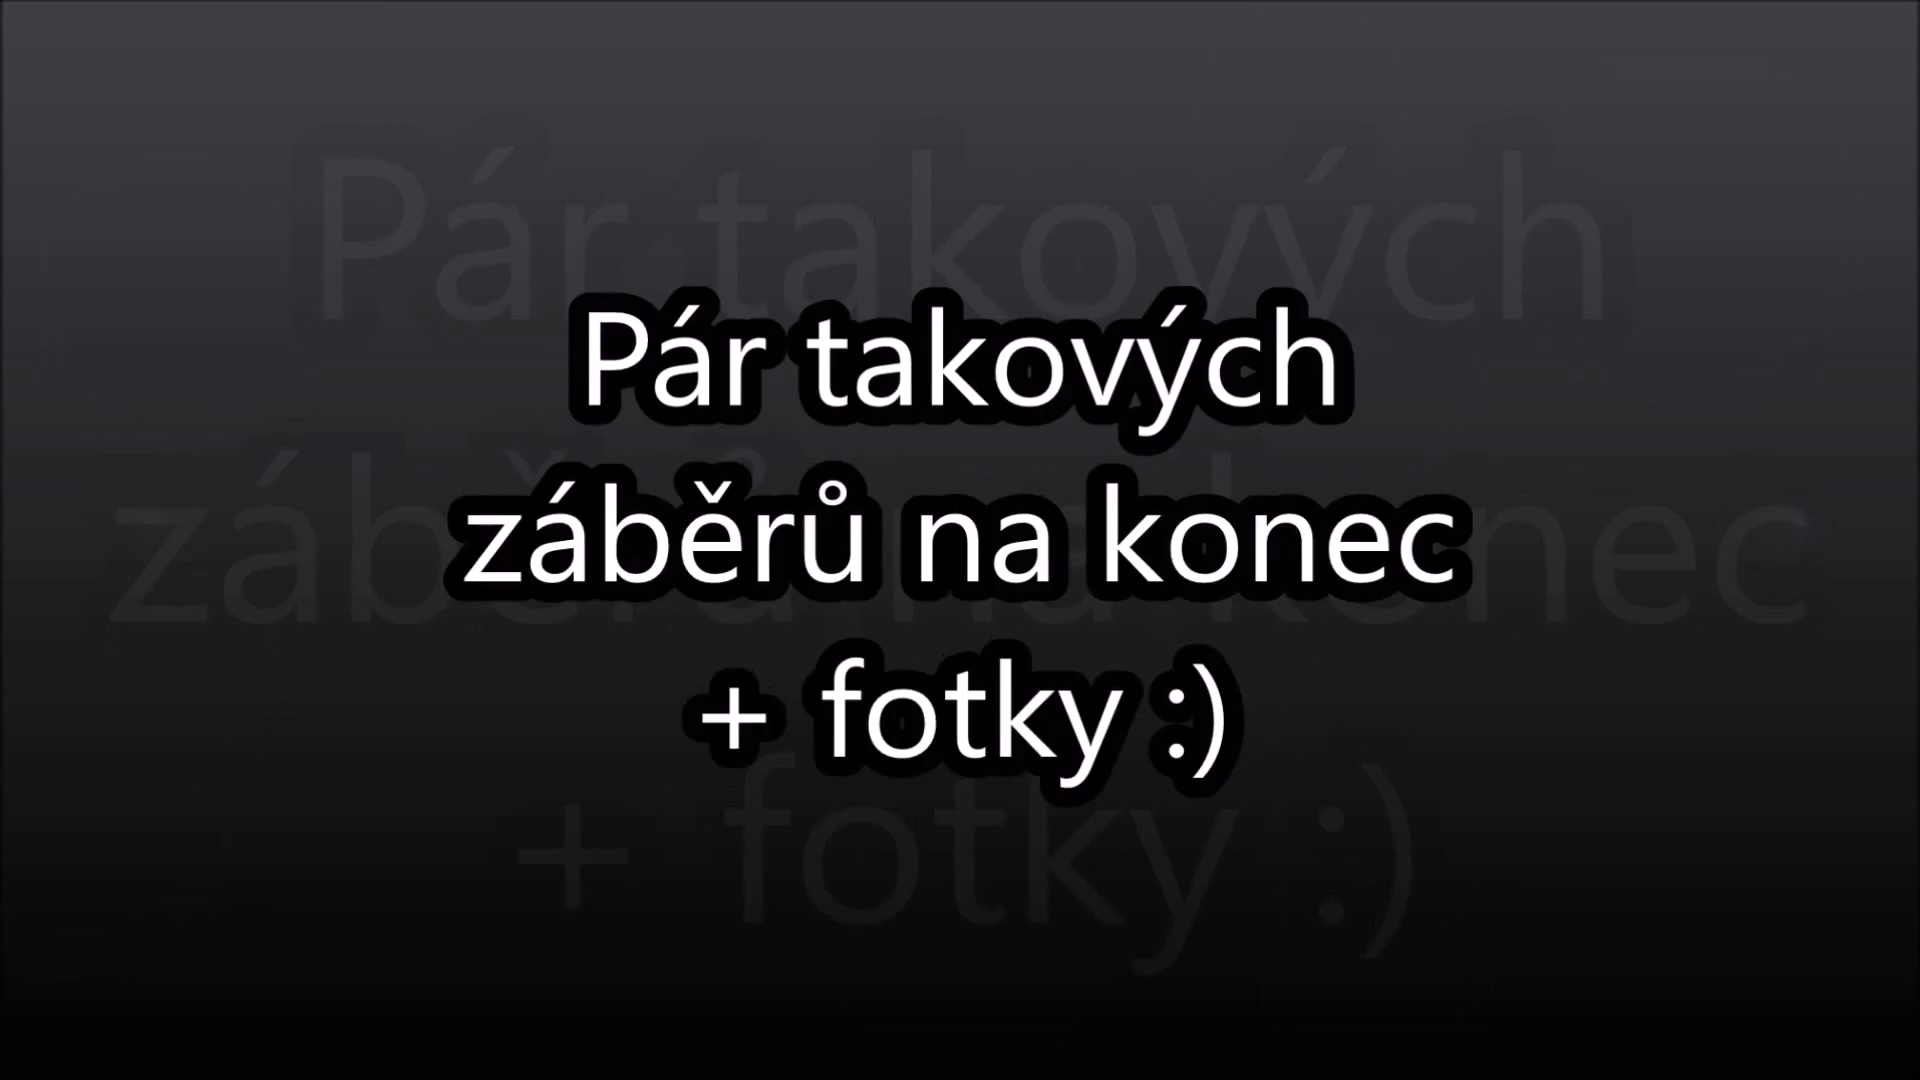 Pár takových
záběrů na konec
+ fotky :)